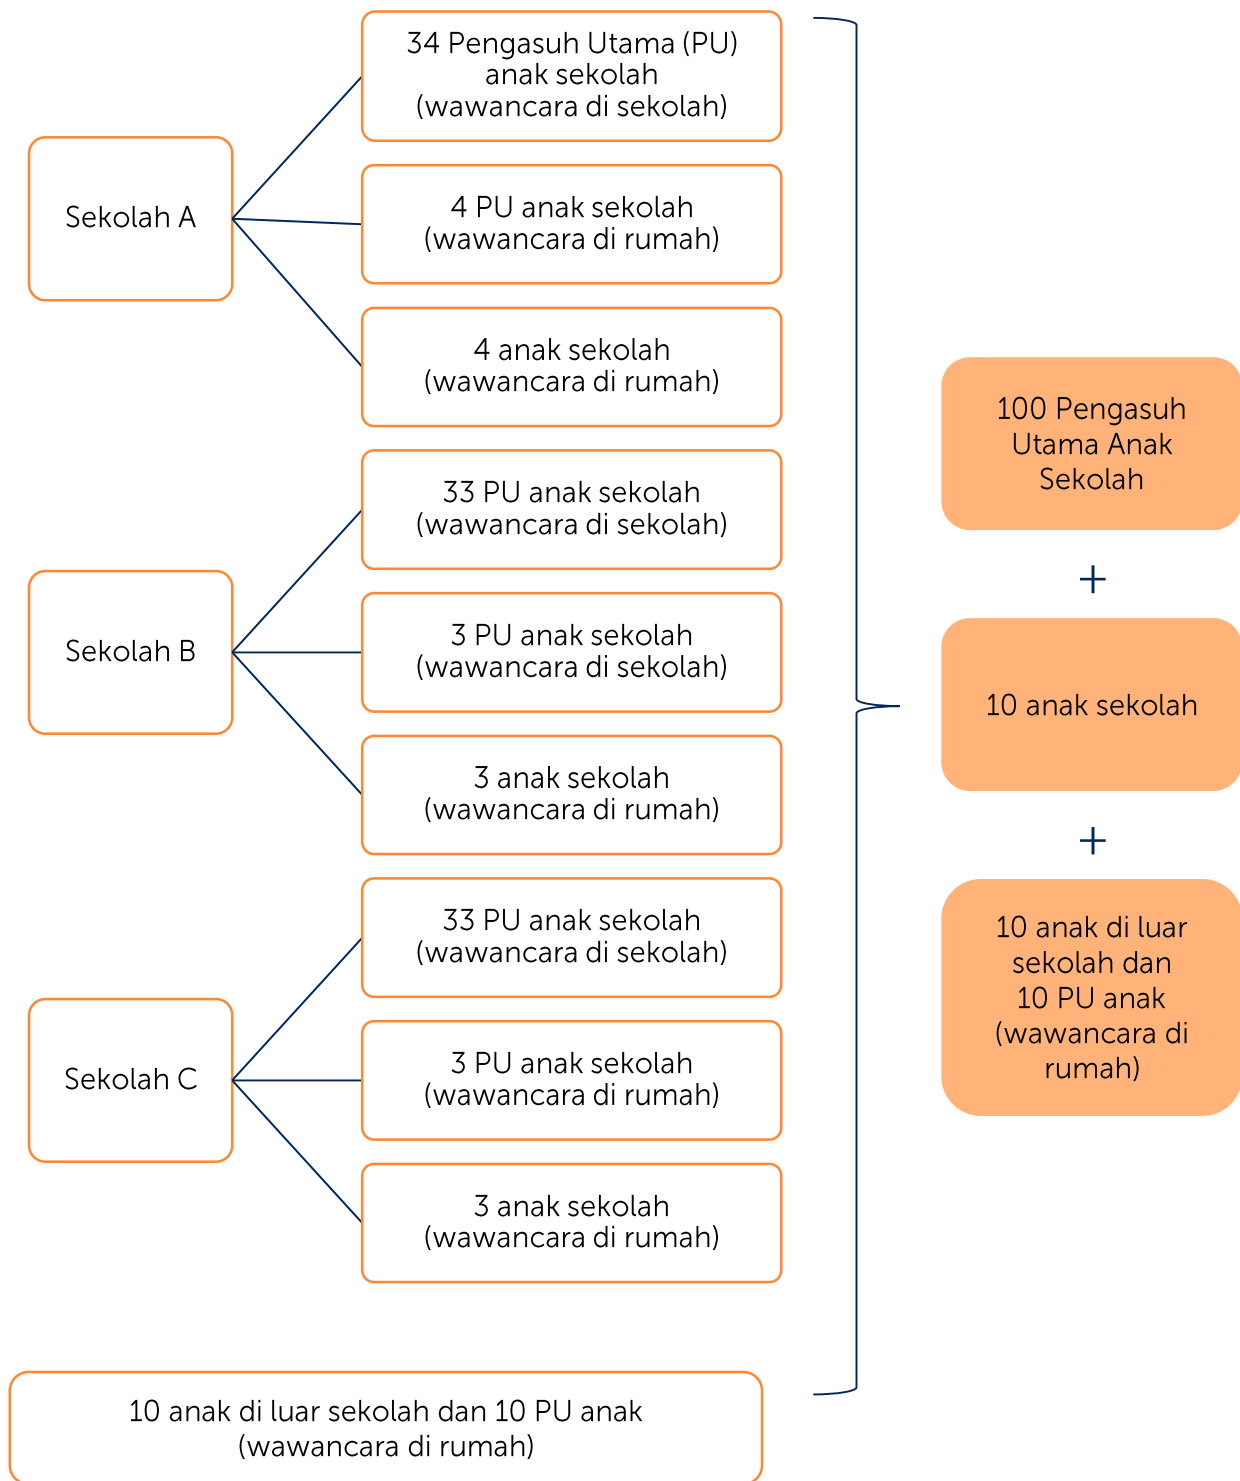 Sekolah A
34 Pengasuh Utama (PU)
anak sekolah
(wawancara di sekolah)
4 PU anak sekolah
(wawancara di rumah)
4 anak sekolah
(wawancara di rumah)
Sekolah B
33 PU anak sekolah
(wawancara di sekolah)
3 PU anak sekolah
(wawancara di sekolah)
3 anak sekolah
(wawancara di rumah)
Sekolah C
33 PU anak sekolah
(wawancara di sekolah)
3 PU anak sekolah
(wawancara di rumah)
3 anak sekolah
(wawancara di rumah)
10 anak di luar sekolah dan 10 PU anak
(wawancara di rumah)
100 Pengasuh
Utama Anak
Sekolah
+
10 anak sekolah
+
10 anak di luar
sekolah dan
10 PU anak
(wawancara di
rumah)